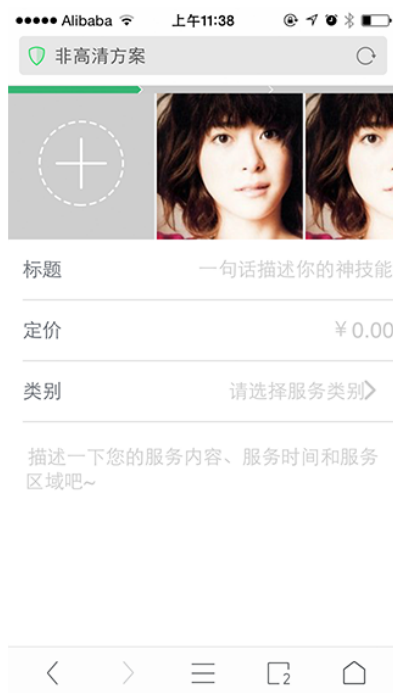 ●●●●● Alibaba 上午11:38
非高清方案
标题 一句话描述你的神技能
定价 ￥0.00
类别 请选择服务类别
描述一下您的服务内容、服务时间和服务
区域吧~
2